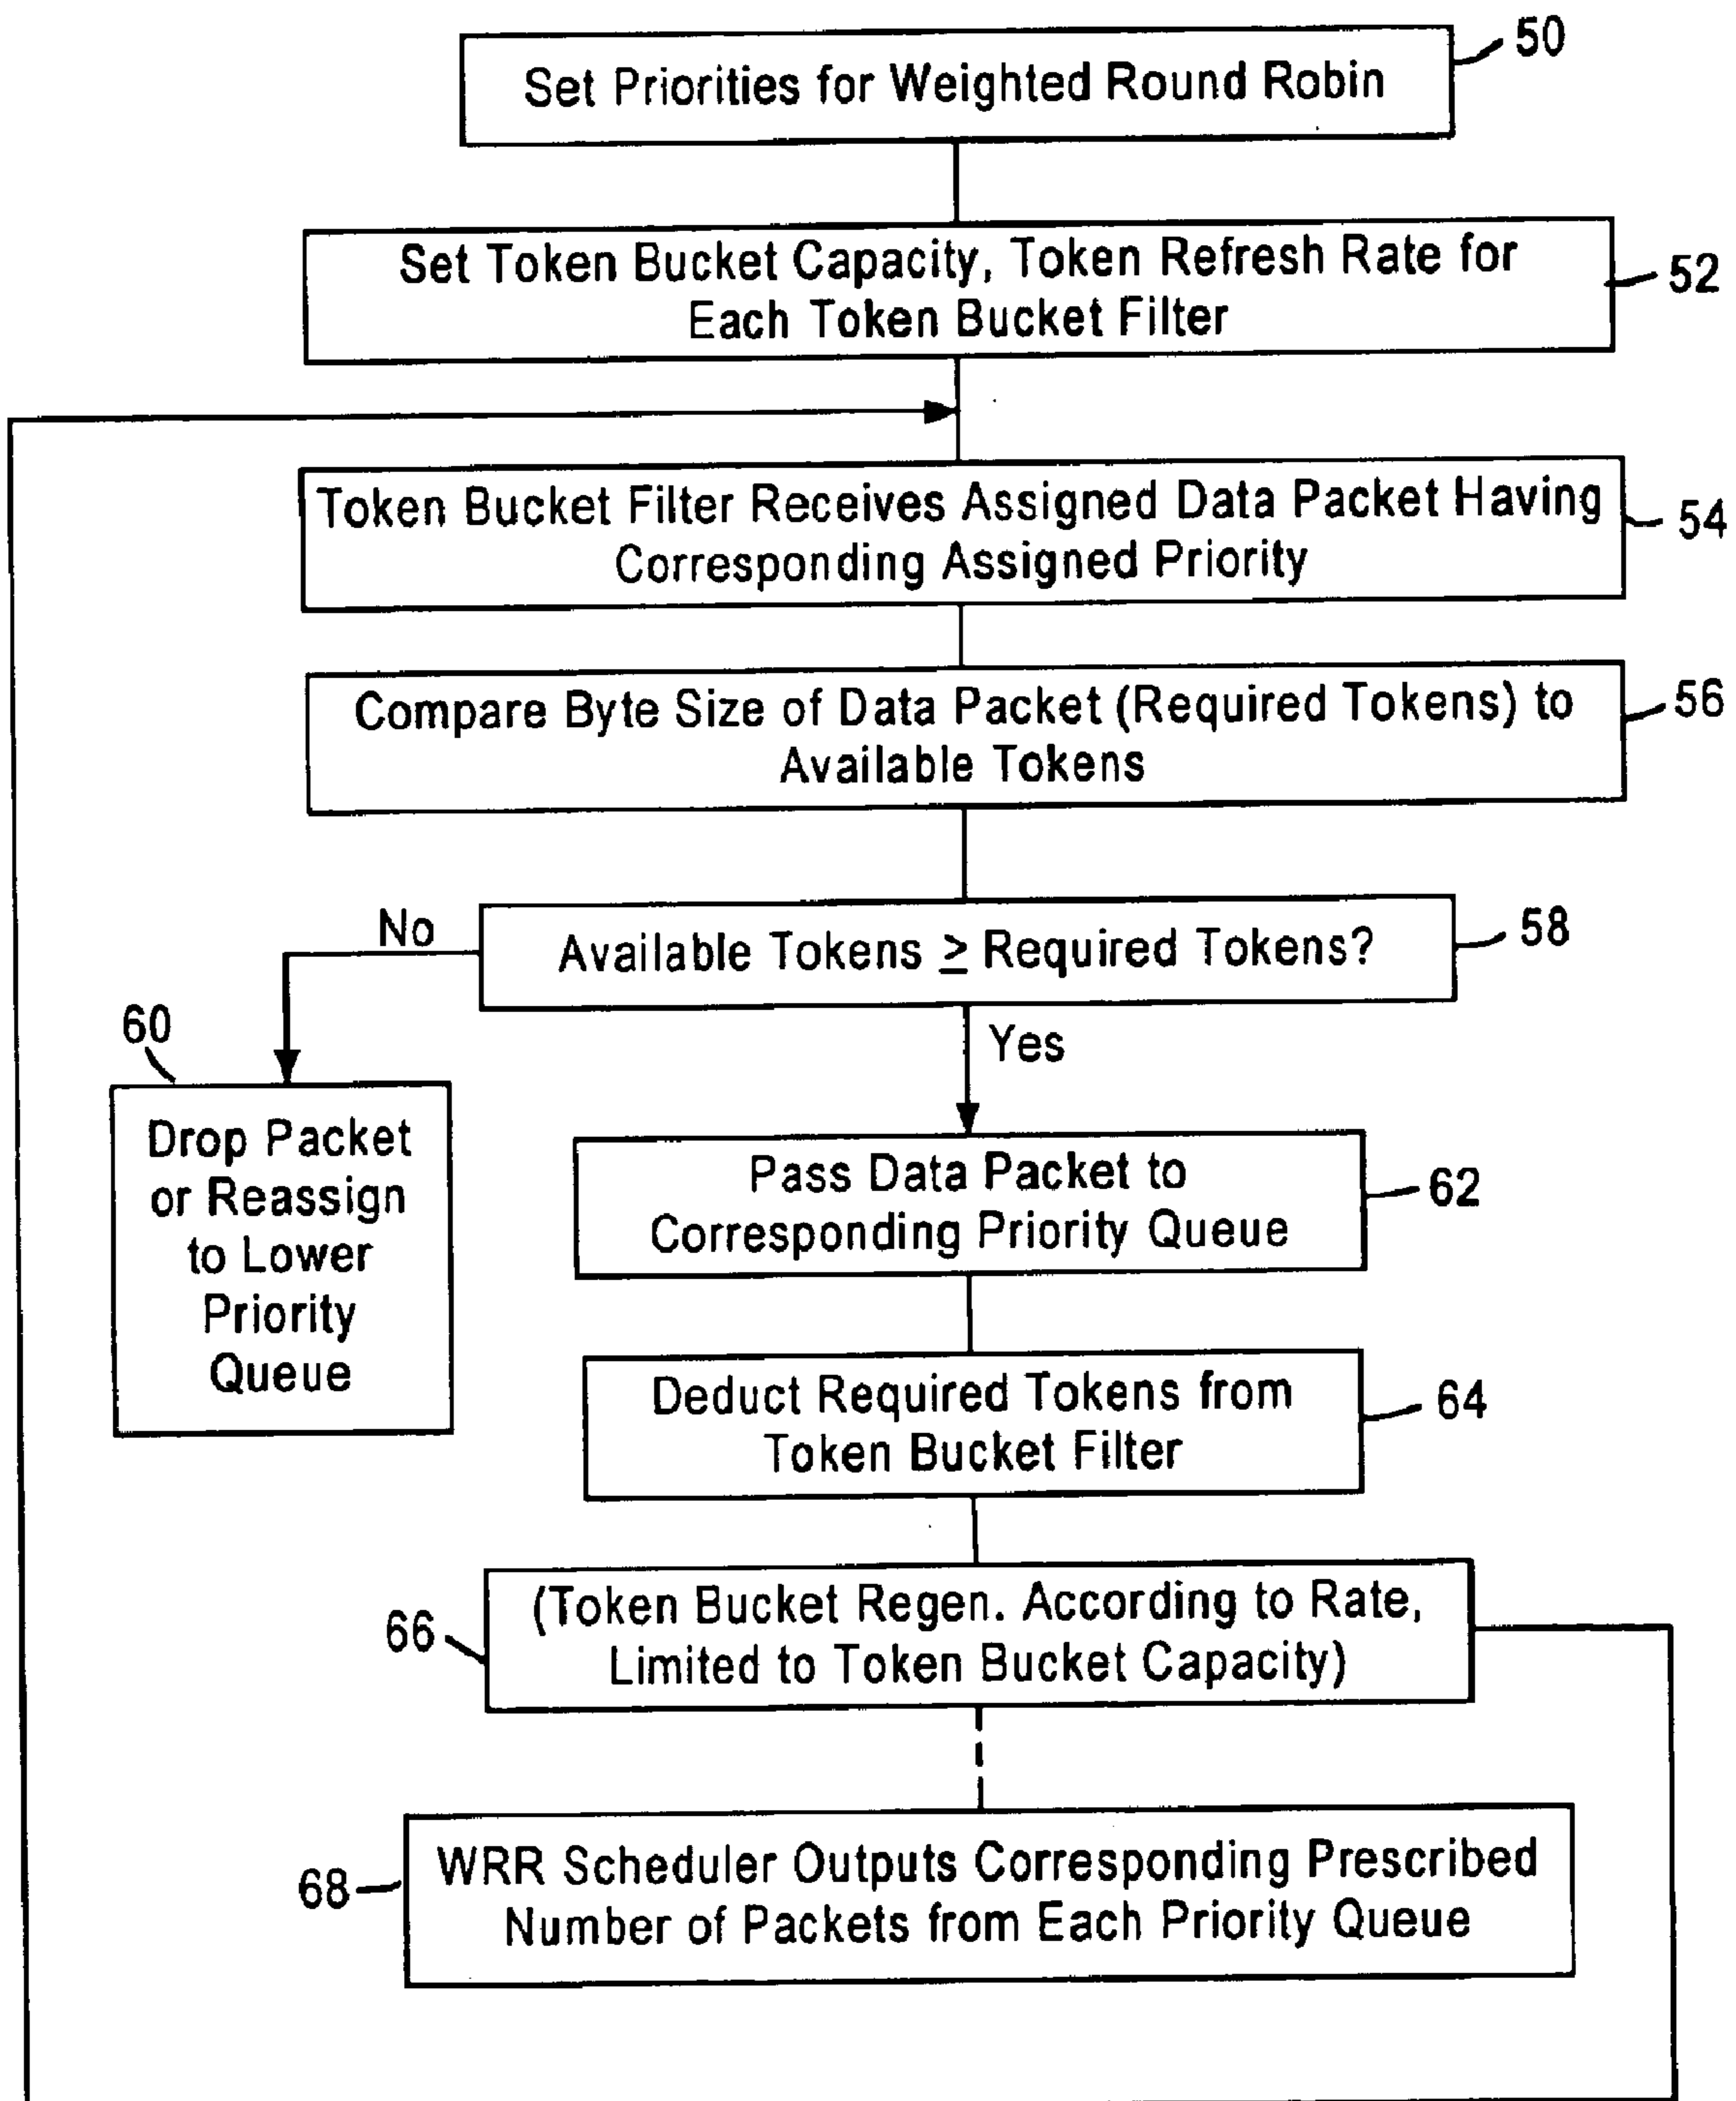 50
Set Priorities for Weighted Round Robin
Set Token Bucket Capacity, Token Refresh Rate for
Each Token Bucket Filter
52
Token Bucket Filter Receives Assigned Data Packet Having
Corresponding Assigned Priority
54
Compare Byte Size of Data Packet (Required Tokens) to
Available Tokens
56
No
Available Tokens ≥ Required Tokens?
58
60
Yes
Drop Packet
or Reassign
to Lower
Priority
Queue
Pass Data Packet to
Corresponding Priority Queue
62
Deduct Required Tokens from
Token Bucket Filter
64
66
(Token Bucket Regen. According to Rate,
Limited to Token Bucket Capacity)
68
WRR Scheduler Outputs Corresponding Prescribed
Number of Packets from Each Priority Queue